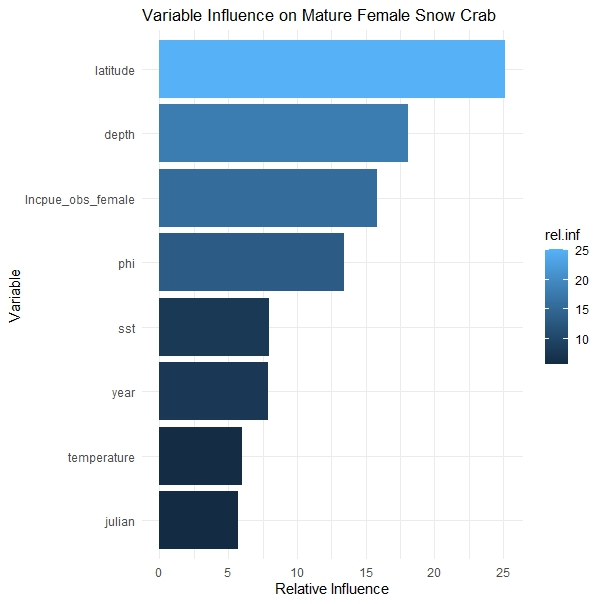 Variable Influence on Mature Female Snow Crab
latitude
depth
lncpue_obs_female
phi
sst
year
temperature
julian
Variable
0 5 10 15 20 25
Relative Influence
rel.inf
25
20
15
10